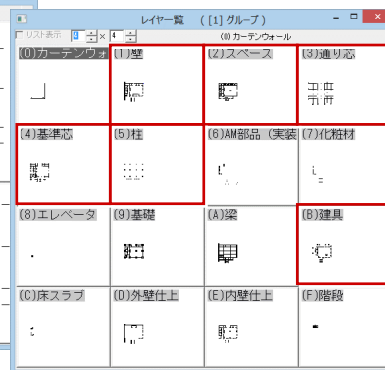 レイヤ一覧 （[1] グループ）
リスト表示 × 4 (0) カーテンウォール
(0)カーテンウォ (1)壁 (2)スペース (3)通り芯
(4)基準芯 (5)柱 (6)AM部品（実装 (7)化粧材
(8)エレベータ (9)基礎 (A)梁 (B)建具
(C)床スラブ (D)外壁仕上 (E)内壁仕上 (F)階段